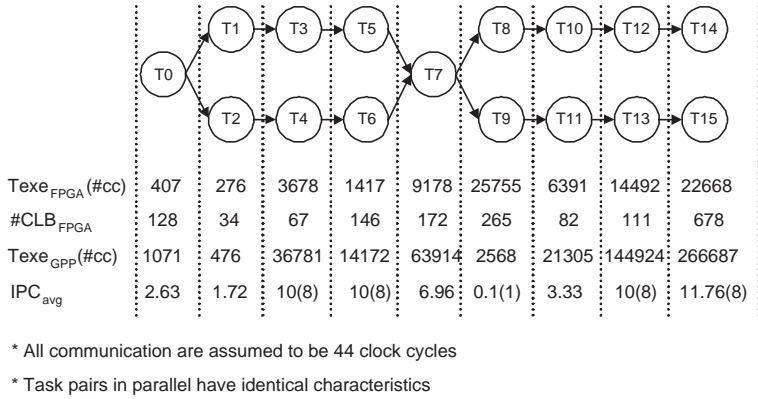 T1 T3 T5 T8 T10 T12 T14
T0 T7
T2 T4 T6 T9 T11 T13 T15
Texe FPGA (#cc) 407 276 3678 1417 9178 25755 6391 14492 22668
#CLB FPGA 128 34 67 146 172 265 82 111 678
Texe GPP (#cc) 1071 476 36781 14172 63914 2568 21305 144924 266687
IPC avg 2.63 1.72 10(8) 10(8) 6.96 0.1(1) 3.33 10(8) 11.76(8)
* All communication are assumed to be 44 clock cycles
* Task pairs in parallel have identical characteristics